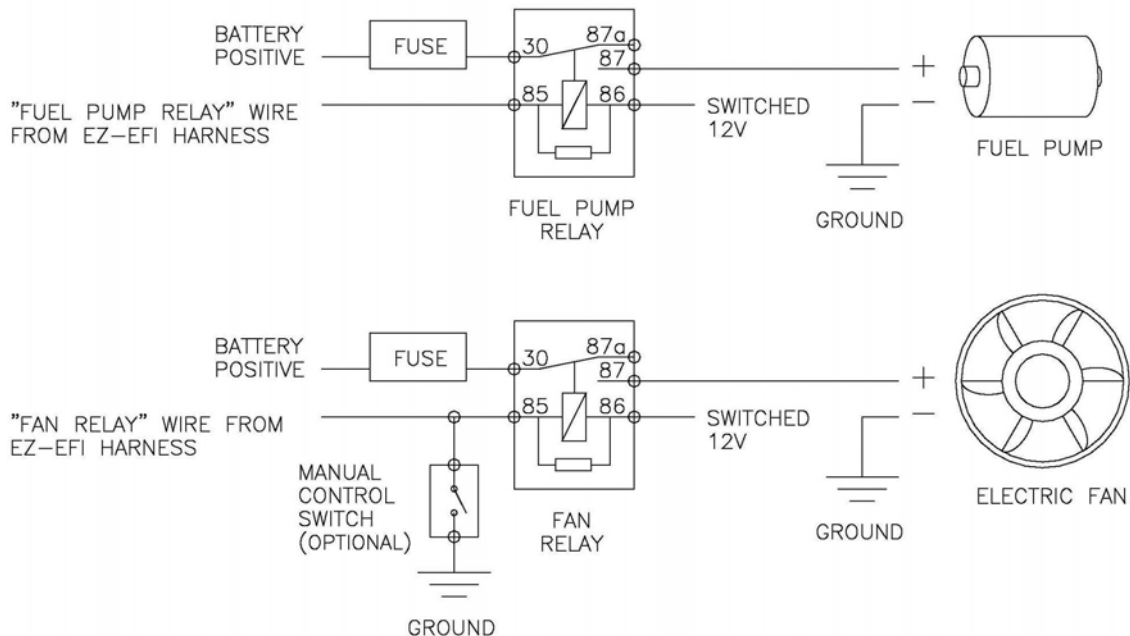 BATTERY
POSITIVE
FUSE
30
87a
87
85
86
"FUEL PUMP RELAY" WIRE
FROM EZ-EFI HARNESS
SWITCHED
12V
FUEL PUMP
RELAY
+
−
GROUND
FUEL PUMP
BATTERY
POSITIVE
FUSE
30
87a
87
85
86
"FAN RELAY" WIRE FROM
EZ-EFI HARNESS
SWITCHED
12V
MANUAL
CONTROL
SWITCH
(OPTIONAL)
GROUND
FAN
RELAY
+
−
GROUND
ELECTRIC FAN